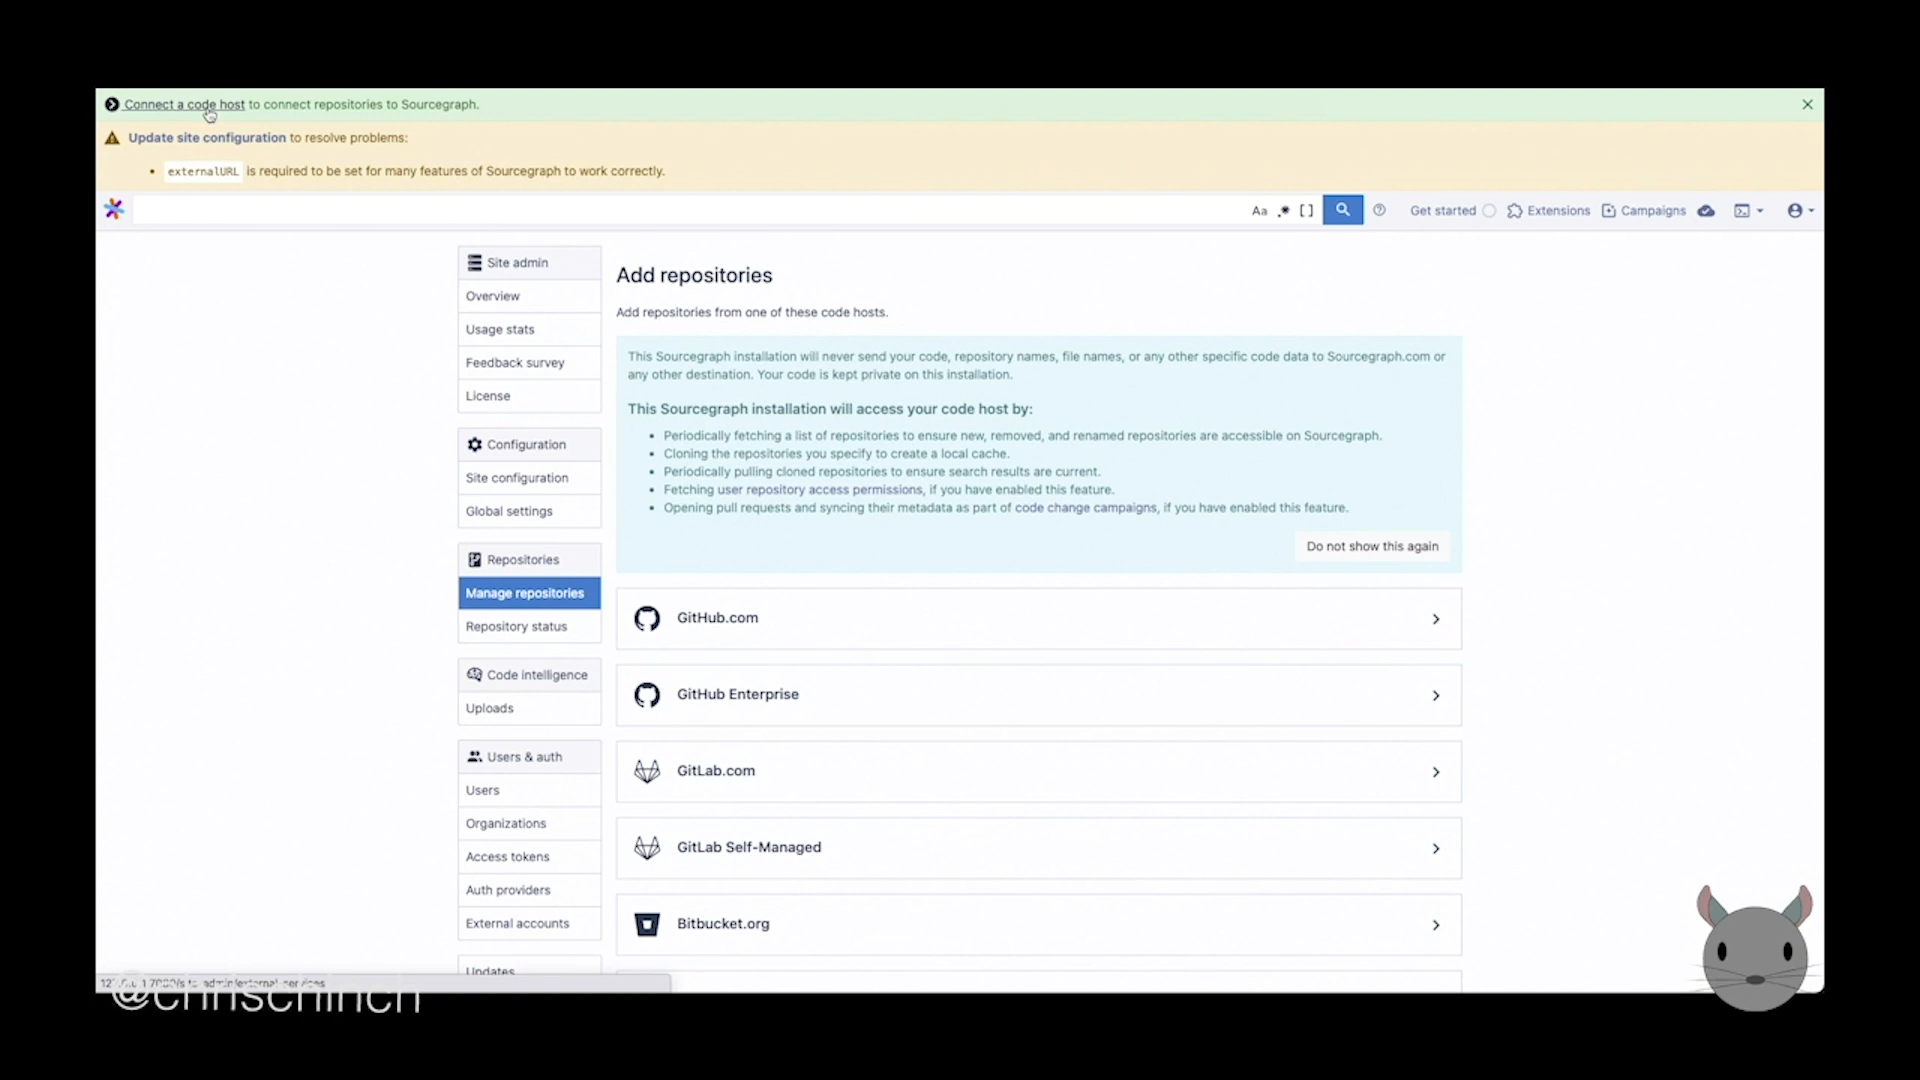 Connect a code host to connect repositories to Sourcegraph.
Update site configuration to resolve problems:
externalURL is required to be set for many features of Sourcegraph to work correctly.
Aa .* [ ] Get started Extensions Campaigns
Site admin
Overview
Usage stats
Feedback survey
License
Configuration
Site configuration
Global settings
Repositories
Manage repositories
Repository status
Code intelligence
Uploads
Users & auth
Users
Organizations
Access tokens
Auth providers
External accounts
Updates
Add repositories
Add repositories from one of these code hosts.
This Sourcegraph installation will never send your code, repository names, file names, or any other specific code data to Sourcegraph.com or
any other destination. Your code is kept private on this installation.
This Sourcegraph installation will access your code host by:
Periodically fetching a list of repositories to ensure new, removed, and renamed repositories are accessible on Sourcegraph.
Cloning the repositories you specify to create a local cache.
Periodically pulling cloned repositories to ensure search results are current.
Fetching user repository access permissions, if you have enabled this feature.
Opening pull requests and syncing their metadata as part of code change campaigns, if you have enabled this feature.
Do not show this again
GitHub.com
GitHub Enterprise
GitLab.com
GitLab Self-Managed
Bitbucket.org
@chrischinch